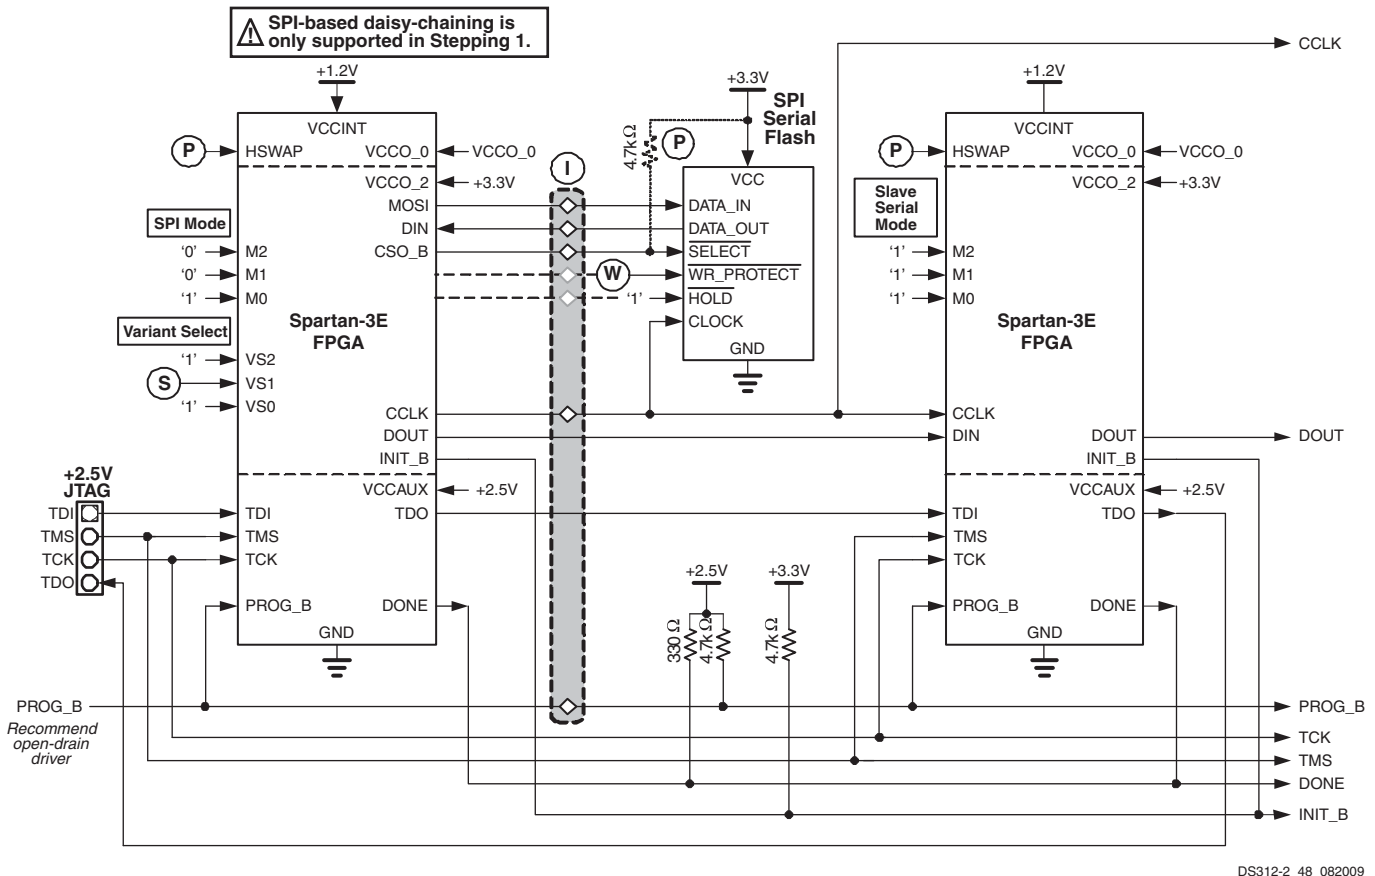 SPI-based daisy-chaining is
only supported in Stepping 1.
CCLK
+1.2V
+3.3V
+1.2V
SPI
Serial
Flash
VCCINT
P
HSWAP
VCCO_0
VCCO_0
VCCO_2
+3.3V
MOSI
DIN
CSO_B
SPI Mode
'0'
M2
'0'
M1
'1'
M0
Spartan-3E
FPGA
Variant Select
'1'
VS2
S
VS1
'1'
VS0
CCLK
DOUT
INIT_B
VCCAUX
+2.5V
TDO
TDI
TMS
TCK
PROG_B
DONE
GND
I
4.7kΩ
P
VCC
DATA_IN
DATA_OUT
SELECT
W
WR_PROTECT
'1'
HOLD
CLOCK
GND
VCCINT
P
HSWAP
VCCO_0
VCCO_0
VCCO_2
+3.3V
Slave
Serial
Mode
'1'
M2
'1'
M1
'1'
M0
Spartan-3E
FPGA
CCLK
DIN
DOUT
DOUT
INIT_B
VCCAUX
+2.5V
TDI
TDO
TMS
TCK
PROG_B
DONE
GND
+2.5V
JTAG
TDI
TMS
TCK
TDO
+2.5V
+3.3V
330 Ω
4.7kΩ
4.7kΩ
PROG_B
Recommend
open-drain
driver
PROG_B
TCK
TMS
DONE
INIT_B
DS312-2_48_082009